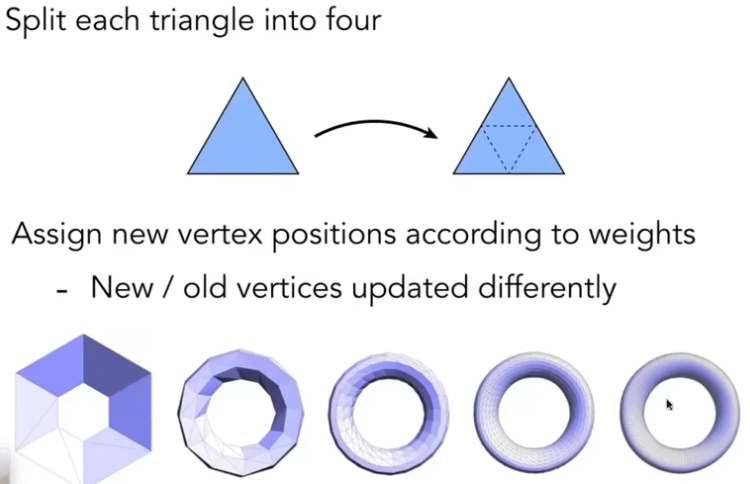 Split each triangle into four
Assign new vertex positions according to weights
- New / old vertices updated differently